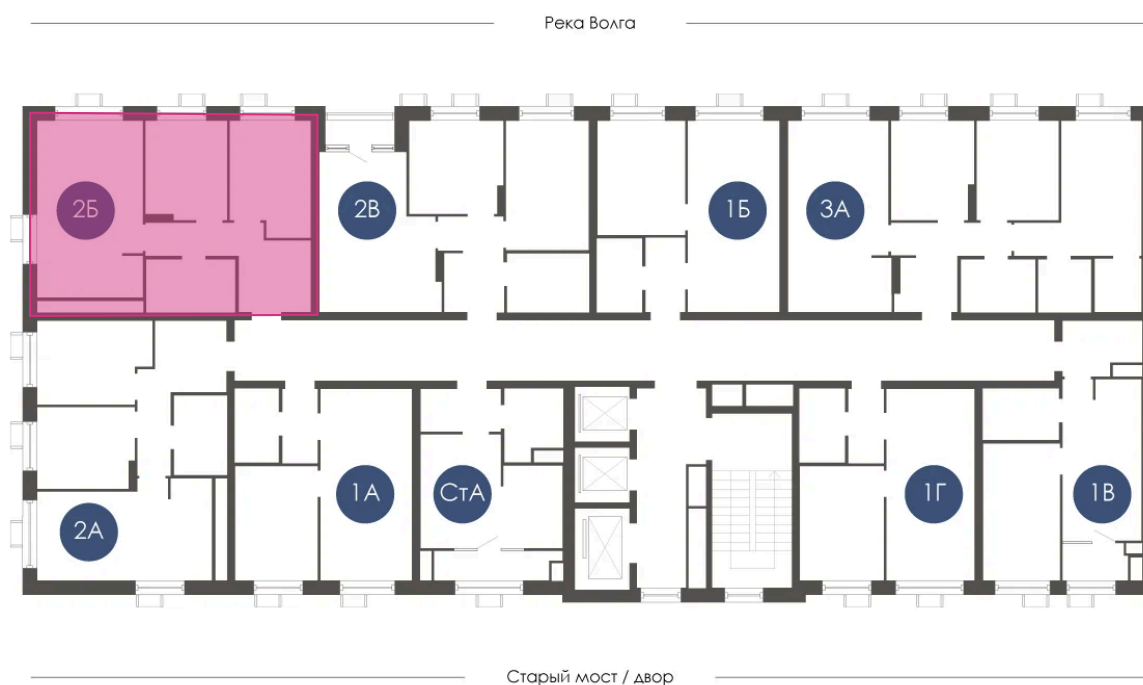 Река Волга
2Б
2В
1Б
3А
2А
1А
СтА
1Г
1В
Старый мост / двор